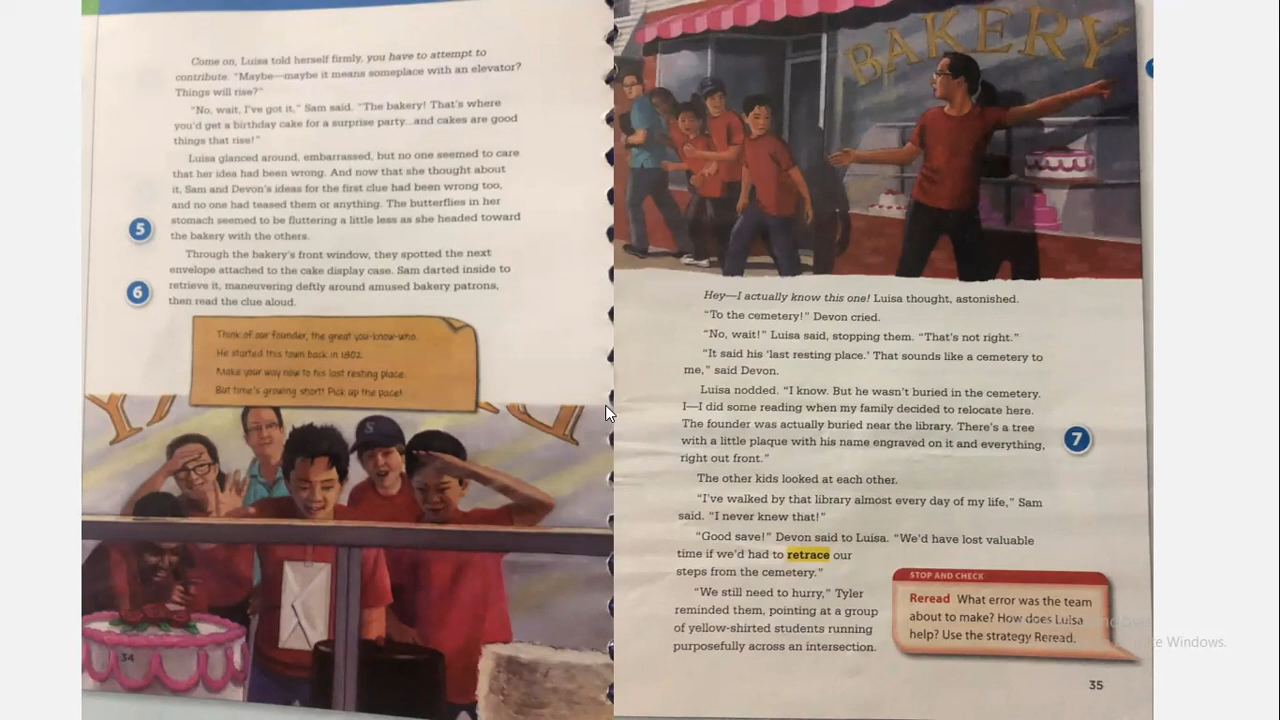 Come on, Luisa told herself firmly, you have to attempt to
contribute. "Maybe—maybe it means someplace with an elevator?
Things will rise?"
"No, wait, I've got it," Sam said. "The bakery! That's where
you'd get a birthday cake for a surprise party...and cakes are good
things that rise!"
Luisa glanced around, embarrassed, but no one seemed to care
that her idea had been wrong. And now that she thought about
it, Sam and Devon's ideas for the first clue had been wrong too,
and no one had teased them or anything. The butterflies in her
stomach seemed to be fluttering a little less as she headed toward
the bakery with the others.
5
Through the bakery's front window, they spotted the next
envelope attached to the cake display case. Sam darted inside to
retrieve it, maneuvering deftly around amused bakery patrons,
then read the clue aloud.
6
Think of our founder, the great you-know-who.
He started this town back in 1802.
Make your way now to his last resting place.
But time's growing short! Pick up the pace!
S
34
BAKERY
Hey—I actually know this one! Luisa thought, astonished.
"To the cemetery!" Devon cried.
"No, wait!" Luisa said, stopping them. "That's not right."
"It said his 'last resting place.' That sounds like a cemetery to
me," said Devon.
Luisa nodded. "I know. But he wasn't buried in the cemetery.
I—I did some reading when my family decided to relocate here.
The founder was actually buried near the library. There's a tree
with a little plaque with his name engraved on it and everything,
right out front."
7
The other kids looked at each other.
"I've walked by that library almost every day of my life," Sam
said. "I never knew that!"
"Good save!" Devon said to Luisa. "We'd have lost valuable
time if we'd had to retrace our
steps from the cemetery."
"We still need to hurry," Tyler
reminded them, pointing at a group
of yellow-shirted students running
purposefully across an intersection.
STOP AND CHECK
Reread What error was the team
about to make? How does Luisa
help? Use the strategy Reread.
Windows.
35